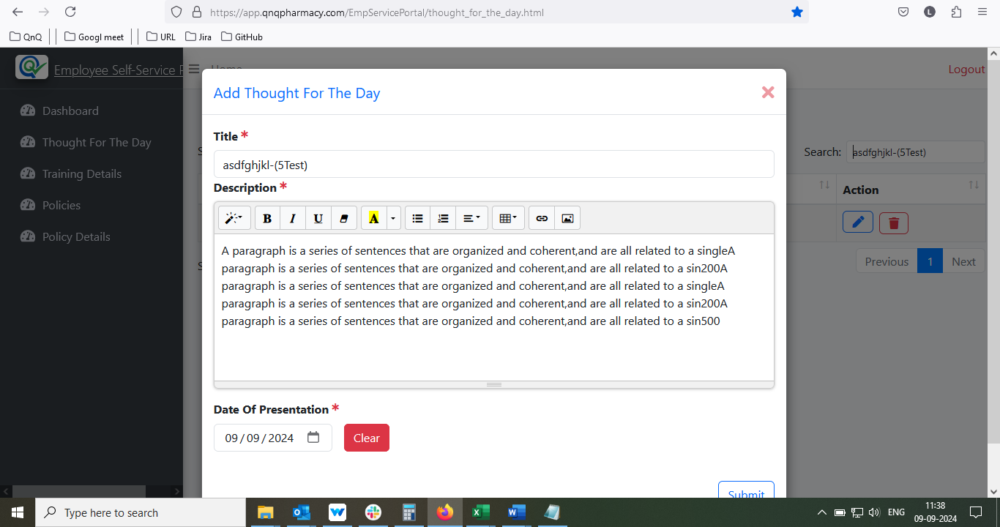 https://app.qnqpharmacy.com/EmpServicePortal/thought_for_the_day.html
L
QnQ
Googl meet
URL
Jira
GitHub
Employee Self-Service P
Home
Logout
Dashboard
Thought For The Day
Training Details
Policies
Policy Details
Add Thought For The Day
Title *
asdfghjkl-(5Test)
Description *
B I U A
A paragraph is a series of sentences that are organized and coherent,and are all related to a singleA
paragraph is a series of sentences that are organized and coherent,and are all related to a sin200A
paragraph is a series of sentences that are organized and coherent,and are all related to a singleA
paragraph is a series of sentences that are organized and coherent,and are all related to a sin200A
paragraph is a series of sentences that are organized and coherent,and are all related to a sin500
Date Of Presentation *
09/09/2024
Clear
Submit
Search: asdfghjkl-(5Test)
Action
Previous 1 Next
Type here to search
ENG
11:38
09-09-2024